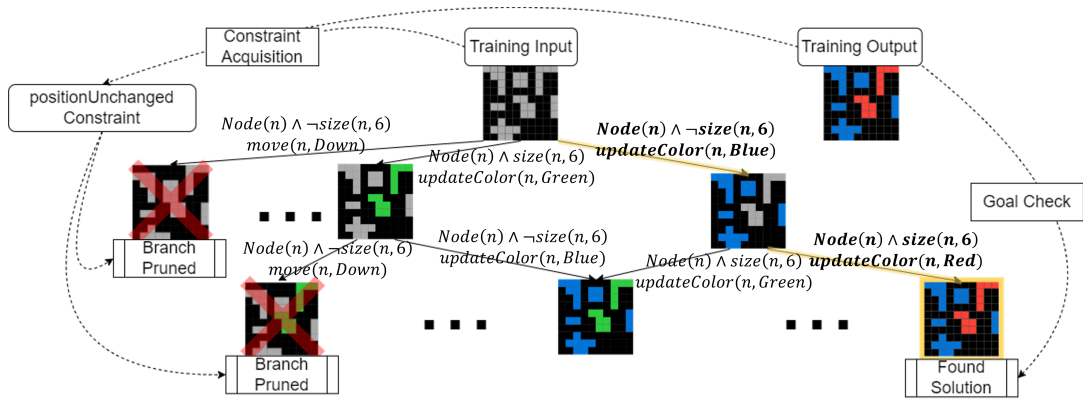 Constraint
Acquisition
Training Input
Training Output
positionUnchanged
Constraint
Node(n) ∧ ¬size(n, 6)
move(n, Down)
Node(n) ∧ size(n, 6)
updateColor(n, Green)
Node(n) ∧ ¬size(n, 6)
updateColor(n, Blue)
Goal Check
Branch
Pruned
Node(n) ∧ ¬size(n, 6)
move(n, Down)
Node(n) ∧ ¬size(n, 6)
updateColor(n, Blue)
Node(n) ∧ size(n, 6)
updateColor(n, Green)
Node(n) ∧ size(n, 6)
updateColor(n, Red)
Branch
Pruned
Found
Solution